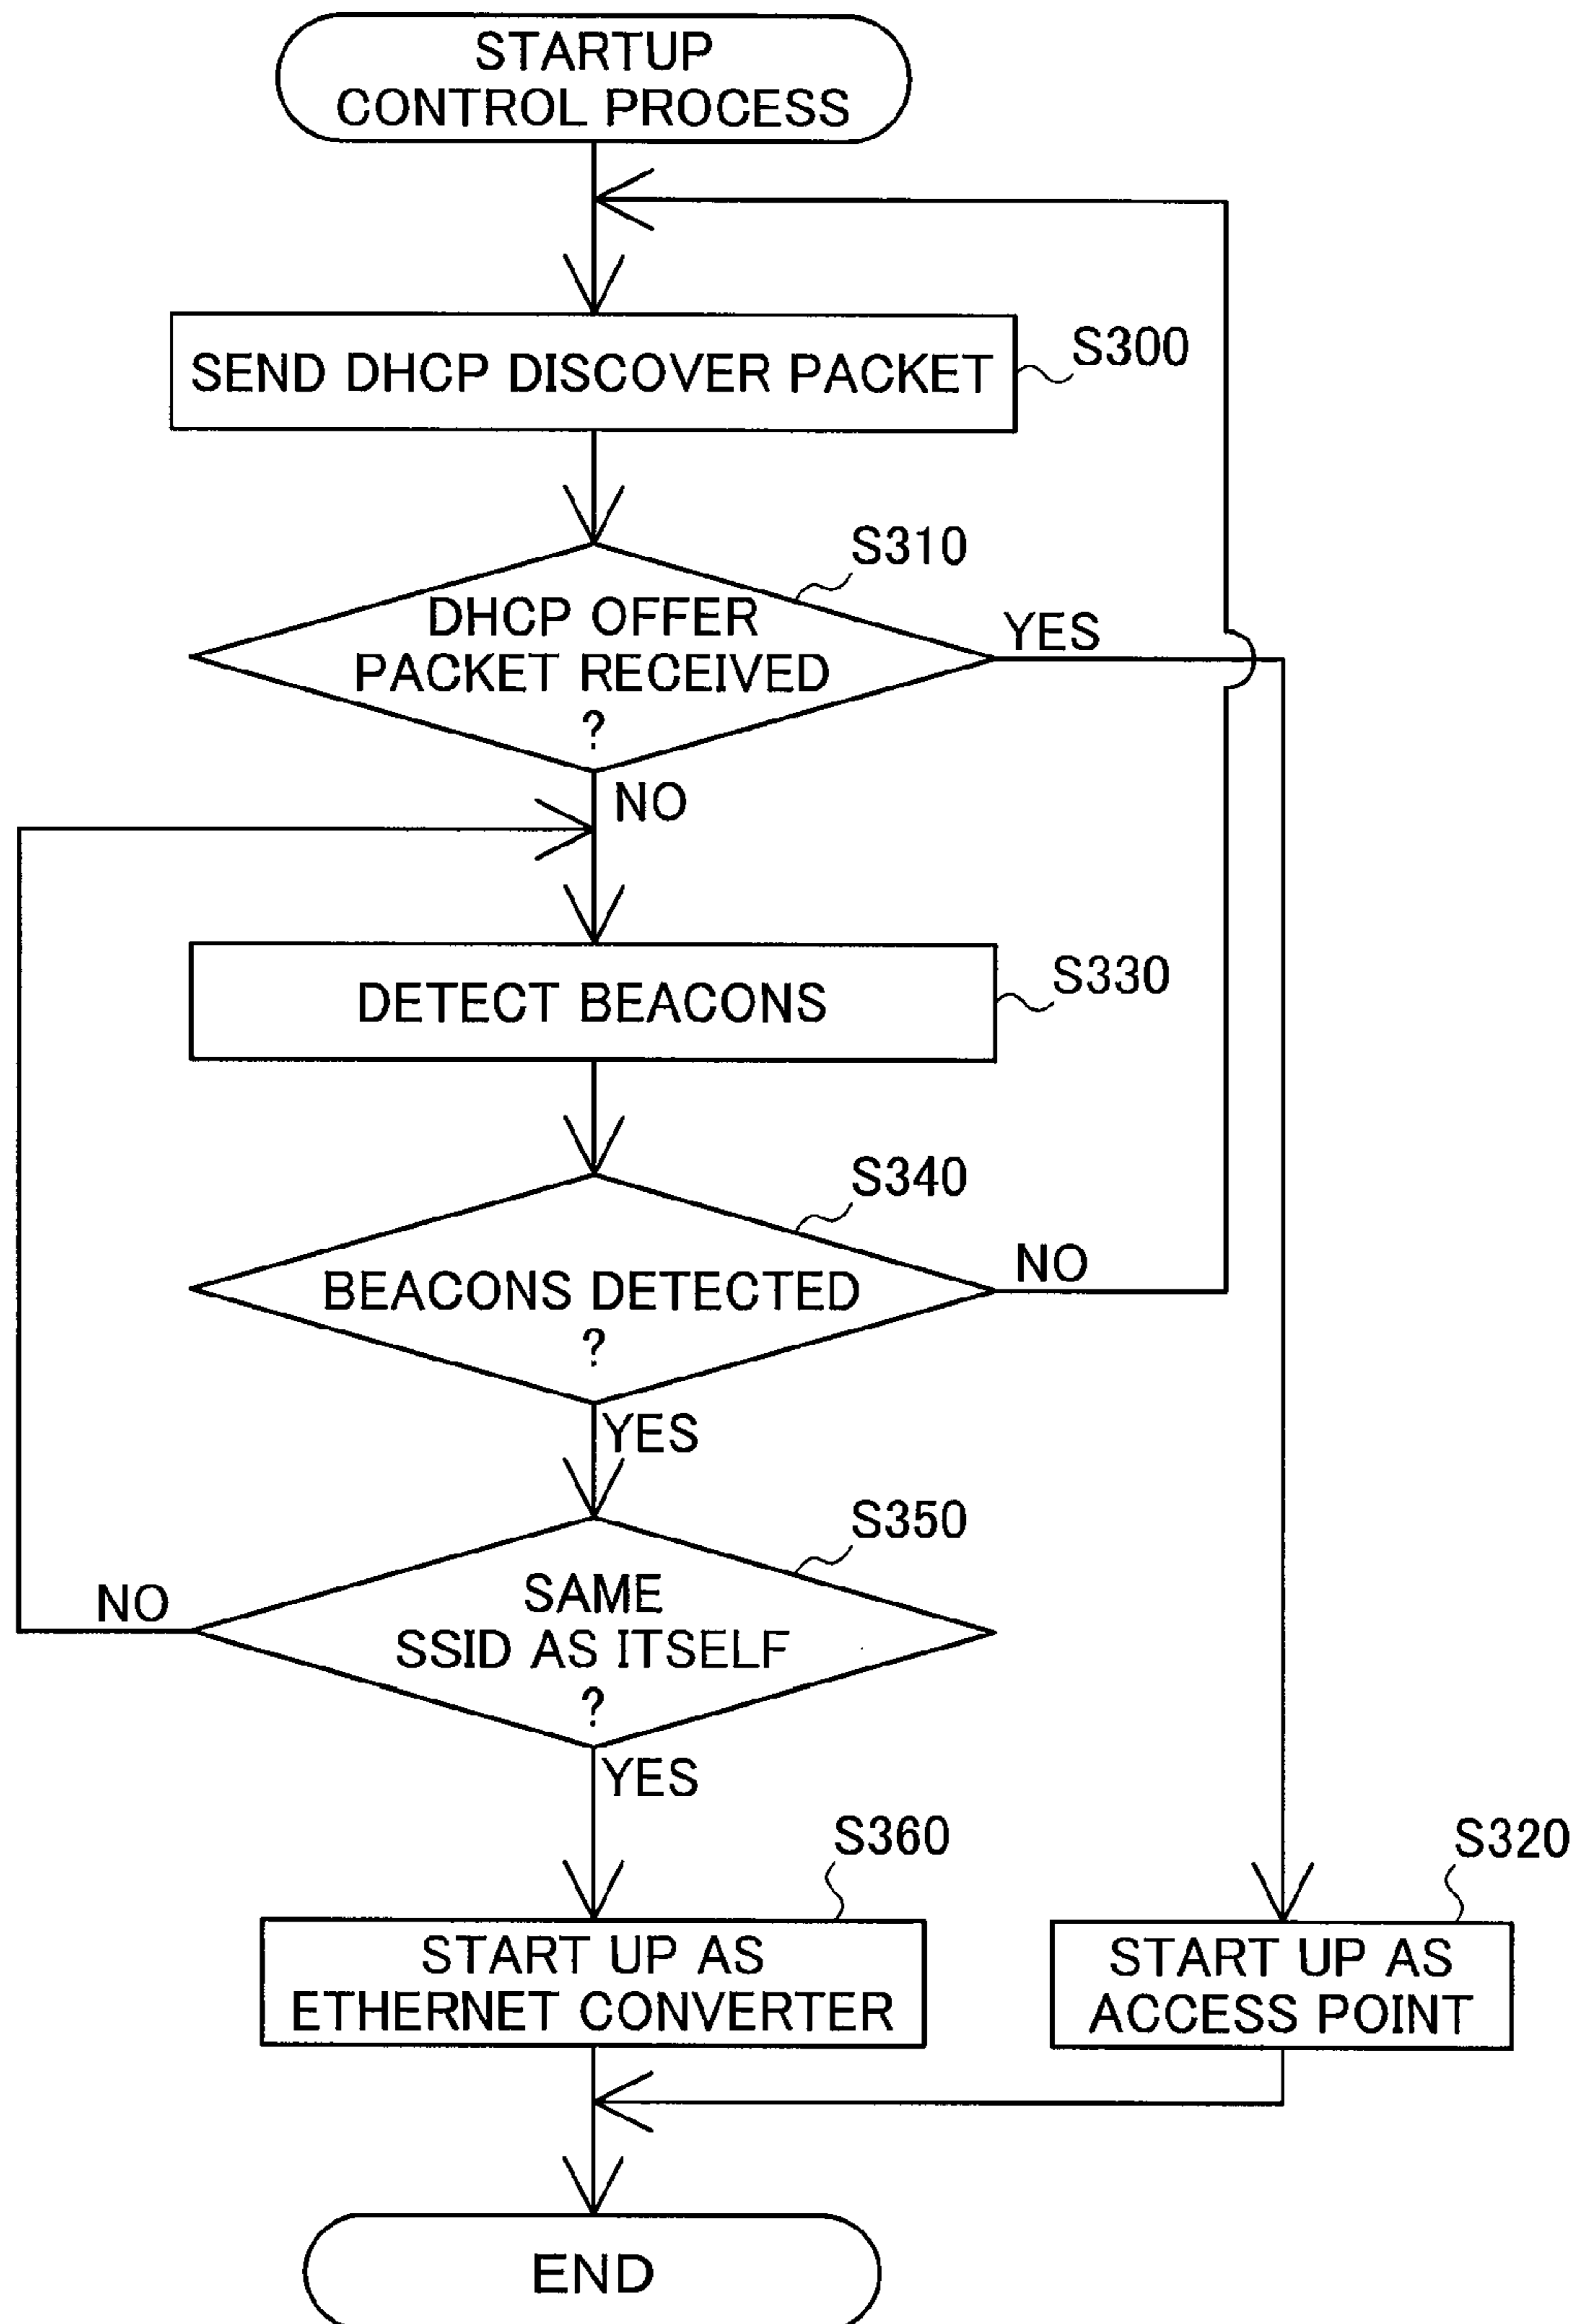 STARTUP
CONTROL PROCESS
SEND DHCP DISCOVER PACKET
S300
S310
DHCP OFFER
PACKET RECEIVED
?
YES
NO
DETECT BEACONS
S330
S340
BEACONS DETECTED
?
NO
YES
S350
SAME
SSID AS ITSELF
?
NO
YES
S360
START UP AS
ETHERNET CONVERTER
S320
START UP AS
ACCESS POINT
END